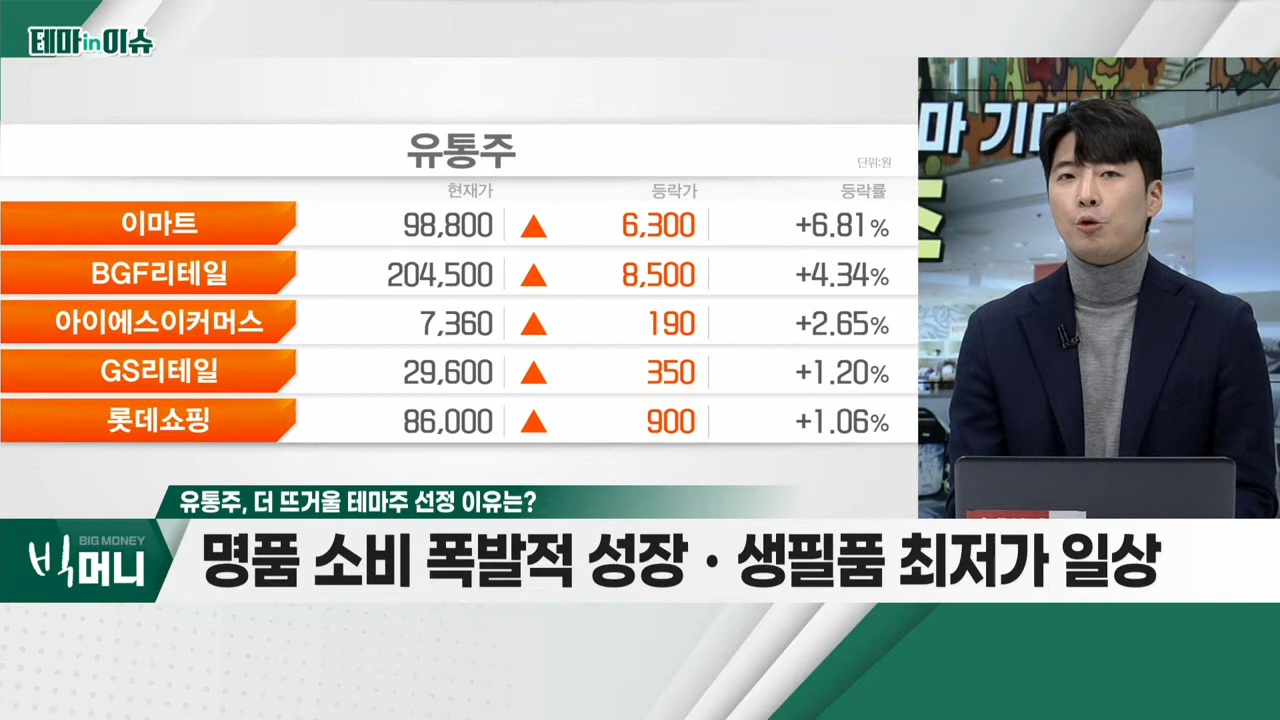 테마in이슈
마 기대
유통주
단위:원
현재가 등락가 등락률
이마트 98,800 ▲ 6,300 +6.81%
BGF리테일 204,500 ▲ 8,500 +4.34%
아이에스이커머스 7,360 ▲ 190 +2.65%
GS리테일 29,600 ▲ 350 +1.20%
롯데쇼핑 86,000 ▲ 900 +1.06%
유통주, 더 뜨거울 테마주 선정 이유는?
BIG MONEY
빅머니
명품 소비 폭발적 성장 · 생필품 최저가 일상